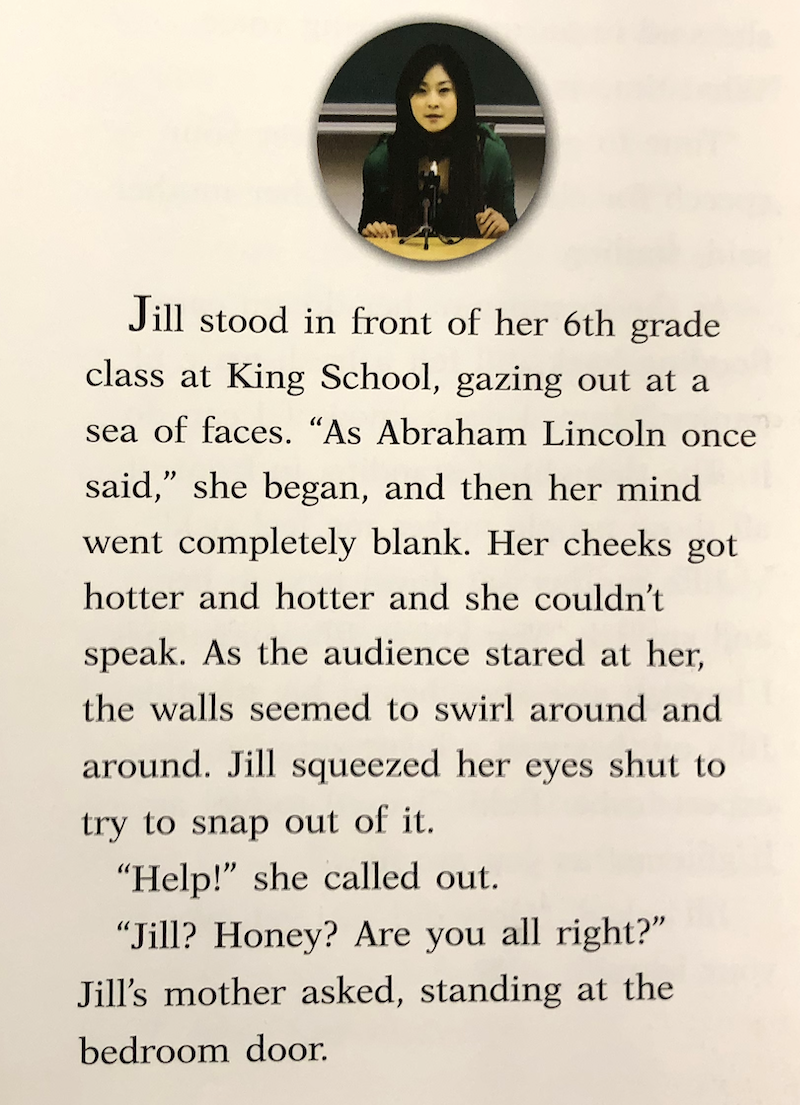 Jill stood in front of her 6th grade
class at King School, gazing out at a
sea of faces. “As Abraham Lincoln once
said,” she began, and then her mind
went completely blank. Her cheeks got
hotter and hotter and she couldn’t
speak. As the audience stared at her,
the walls seemed to swirl around and
around. Jill squeezed her eyes shut to
try to snap out of it.
“Help!” she called out.
“Jill? Honey? Are you all right?”
Jill’s mother asked, standing at the
bedroom door.